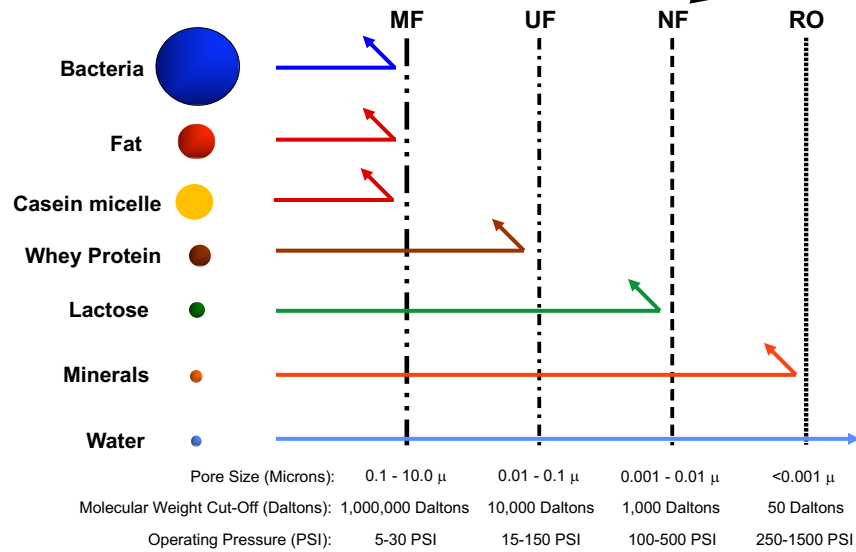 MF UF NF RO
Bacteria
Fat
Casein micelle
Whey Protein
Lactose
Minerals
Water
Pore Size (Microns): 0.1 - 10.0 μ 0.01 - 0.1 μ 0.001 - 0.01 μ <0.001 μ
Molecular Weight Cut-Off (Daltons): 1,000,000 Daltons 10,000 Daltons 1,000 Daltons 50 Daltons
Operating Pressure (PSI): 5-30 PSI 15-150 PSI 100-500 PSI 250-1500 PSI